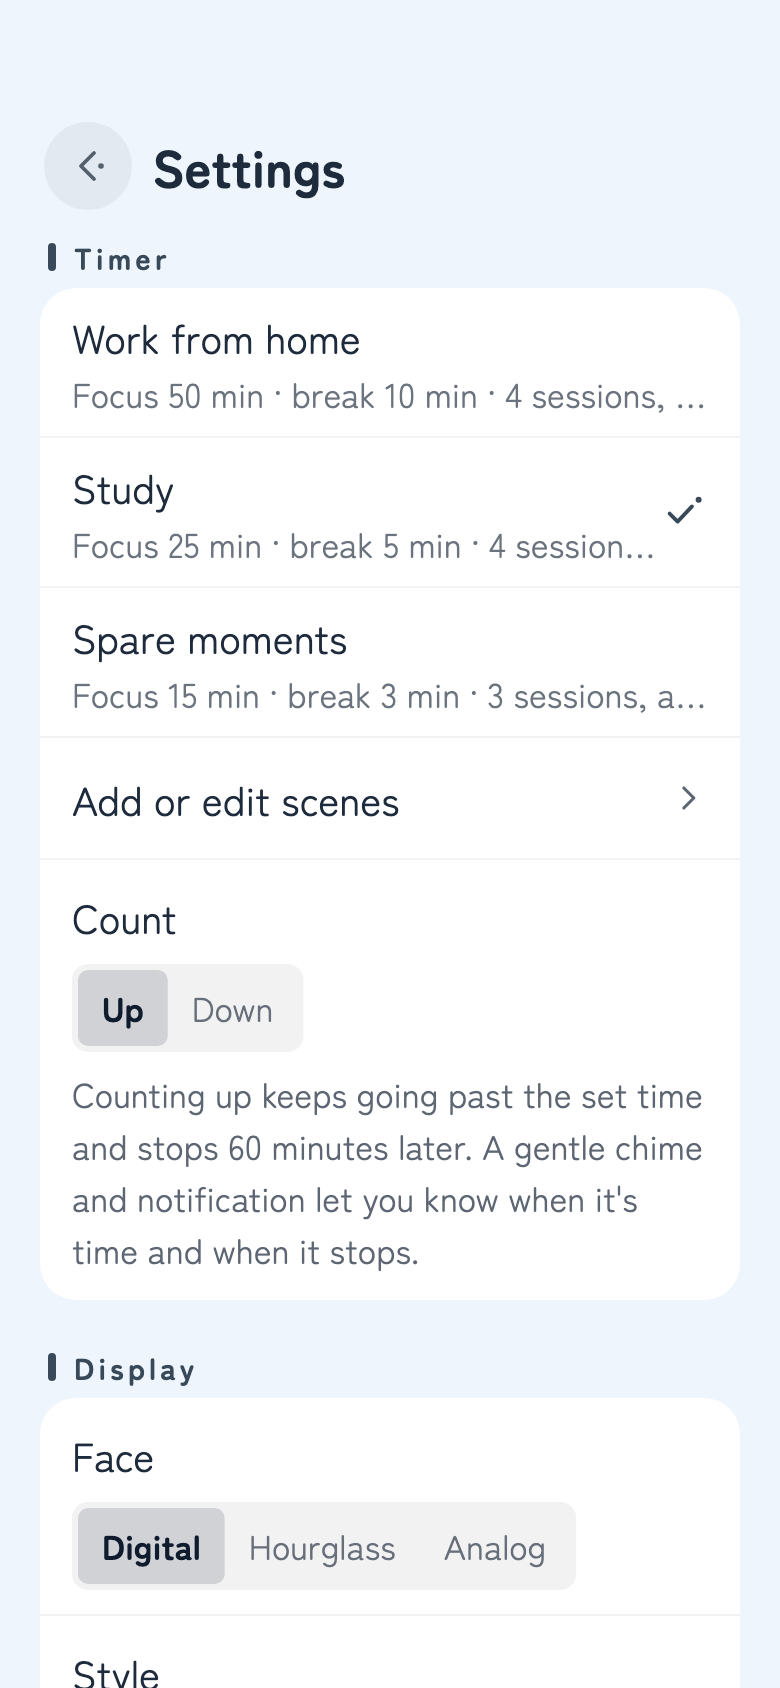 Settings
Timer
Work from home
Focus 50 min · break 10 min · 4 sessions, ...
Study
Focus 25 min · break 5 min · 4 session...
Spare moments
Focus 15 min · break 3 min · 3 sessions, a...
Add or edit scenes
Count
Up Down
Counting up keeps going past the set time
and stops 60 minutes later. A gentle chime
and notification let you know when it's
time and when it stops.
Display
Face
Digital Hourglass Analog
Style